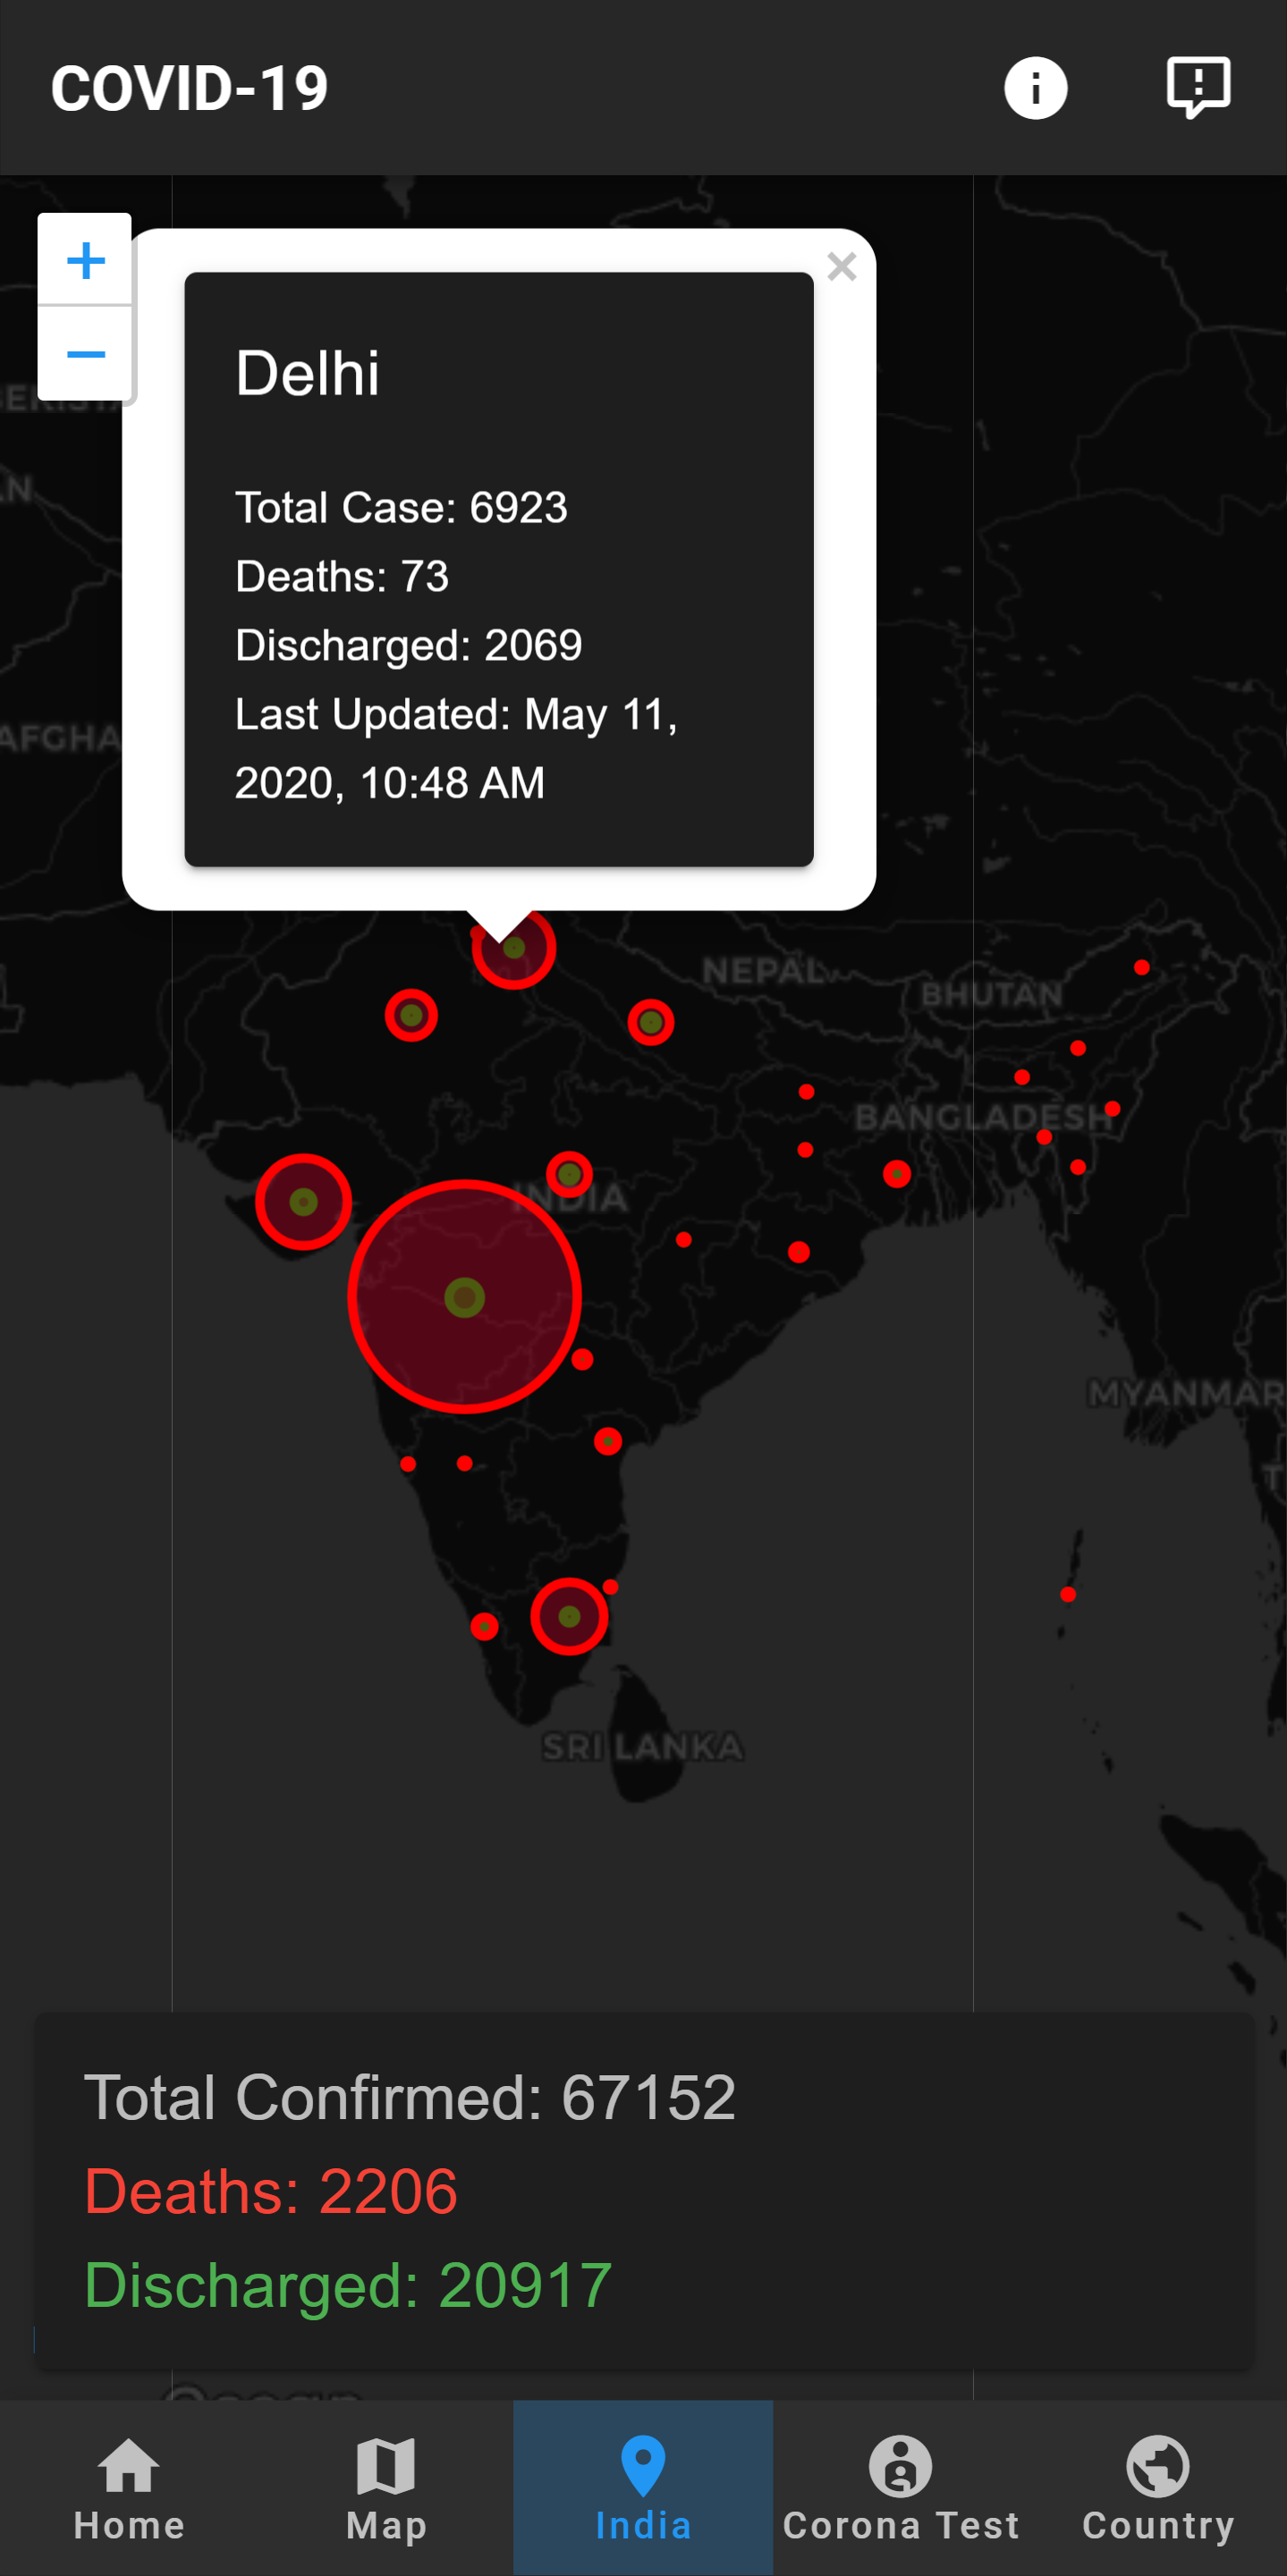 COVID-19
+
−
×
Delhi
Total Case: 6923
Deaths: 73
Discharged: 2069
Last Updated: May 11,
2020, 10:48 AM
AFGHA
NEPAL
BHUTAN
BANGLADESH
INDIA
MYANMAR
SRI LANKA
Total Confirmed: 67152
Deaths: 2206
Discharged: 20917
Ocean
Home
Map
India
Corona Test
Country